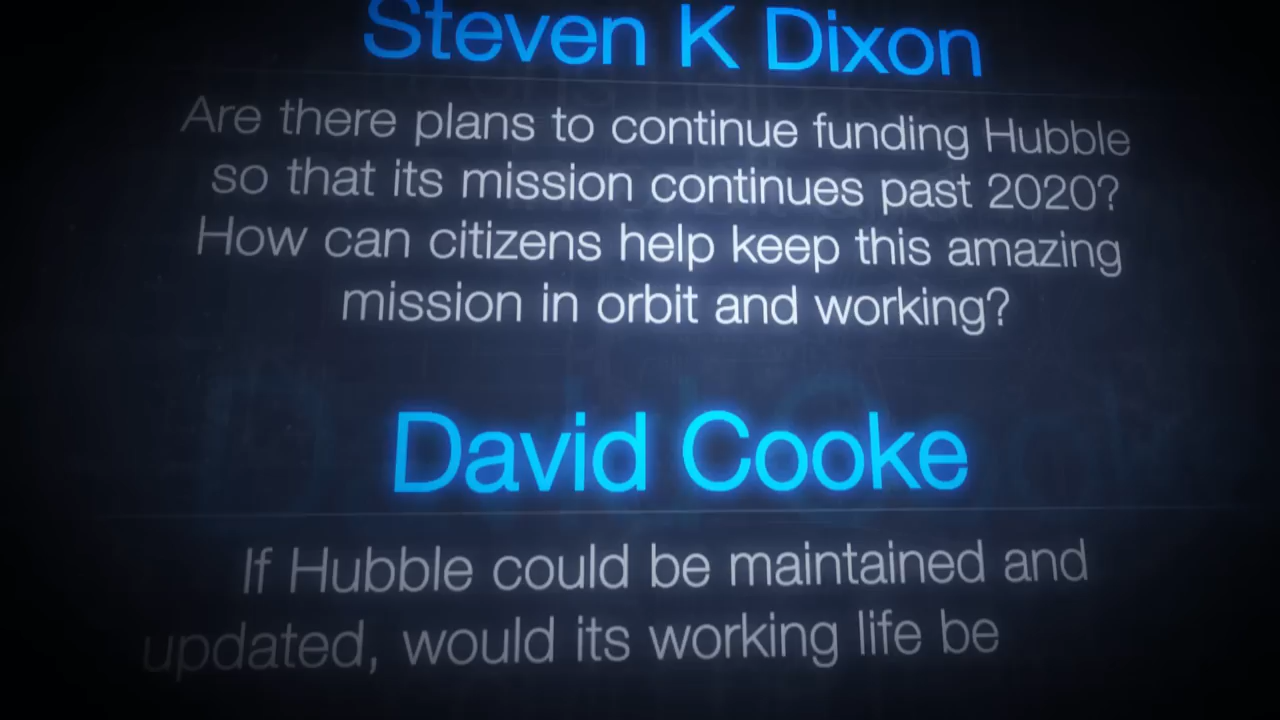 Steven K Dixon
Are there plans to continue funding Hubble
so that its mission continues past 2020?
How can citizens help keep this amazing
mission in orbit and working?
David Cooke
If Hubble could be maintained and
updated, would its working life be